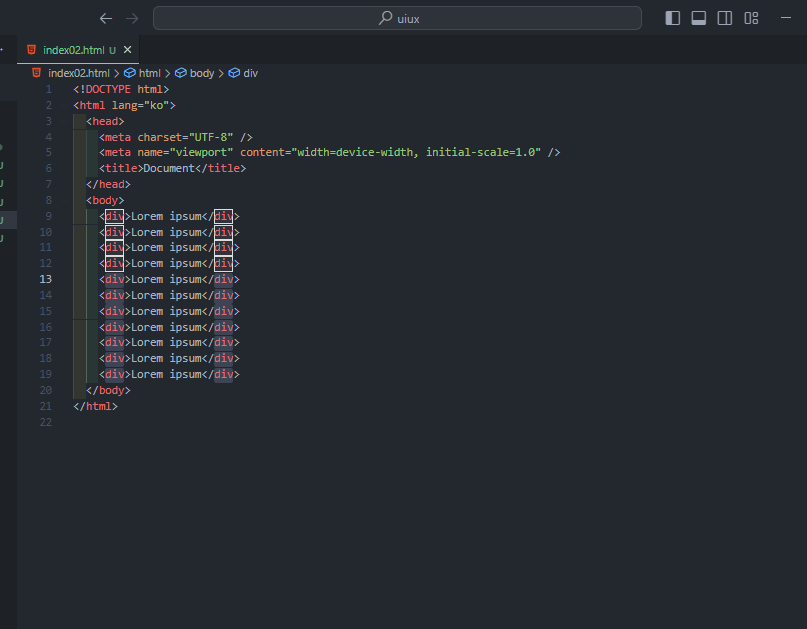 uiux
index02.html U
index02.html > html > body > div
1 <!DOCTYPE html>
2 <html lang="ko">
3 <head>
4 <meta charset="UTF-8" />
5 <meta name="viewport" content="width=device-width, initial-scale=1.0" />
6 <title>Document</title>
7 </head>
8 <body>
9 <div>Lorem ipsum</div>
10 <div>Lorem ipsum</div>
11 <div>Lorem ipsum</div>
12 <div>Lorem ipsum</div>
13 <div>Lorem ipsum</div>
14 <div>Lorem ipsum</div>
15 <div>Lorem ipsum</div>
16 <div>Lorem ipsum</div>
17 <div>Lorem ipsum</div>
18 <div>Lorem ipsum</div>
19 <div>Lorem ipsum</div>
20 </body>
21 </html>
22